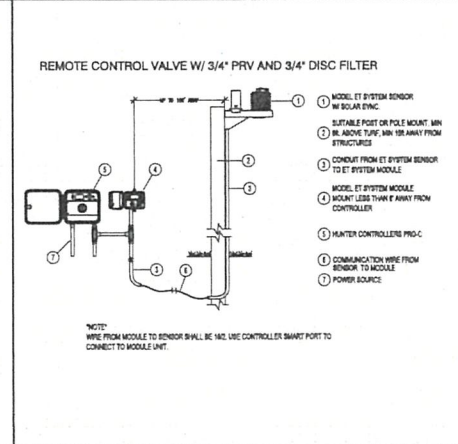 REMOTE CONTROL VALVE W/ 3/4" PRV AND 3/4" DISC FILTER
1
1 MODEL ET SYSTEM SENSOR
W/ SOLAR SYNC.
SUITABLE POST OR POLE MOUNT. MIN
2 ABOVE TURF, MIN AWAY FROM
STRUCTURES
3 CONDUIT FROM ET SYSTEM SENSOR
TO ET SYSTEM MODULE
MODEL ET SYSTEM MODULE
4 MOUNT LESS THAN 6' AWAY FROM
CONTROLLER
5 HUNTER CONTROLLERS PRO-C
6 COMMUNICATION WIRE FROM
SENSOR TO MODULE
7 POWER SOURCE
5
4
2
3
7
3
6
"NOTE"
WIRE FROM MODULE TO SENSOR SHALL BE 18/2. USE CONTROLLER SMART PORT TO
CONNECT TO MODULE UNIT.